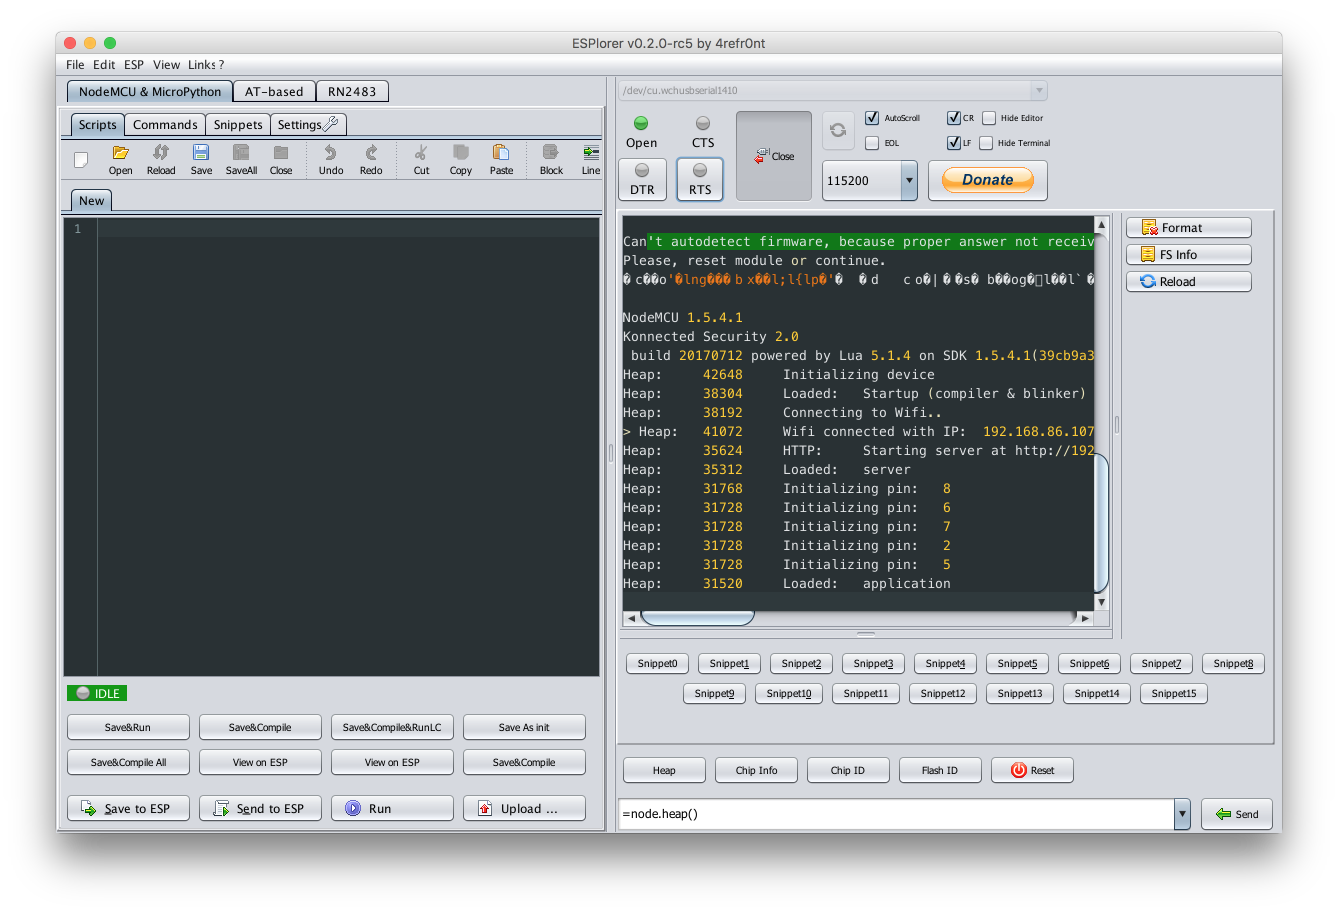 ESPlorer v0.2.0-rc5 by 4refr0nt
File Edit ESP View Links ?
NodeMCU & MicroPython AT-based RN2483
Scripts Commands Snippets Settings
Open Reload Save SaveAll Close Undo Redo Cut Copy Paste Block Line
New
1
IDLE
Save&Run Save&Compile Save&Compile&RunLC Save As init
Save&Compile All View on ESP View on ESP Save&Compile
Save to ESP Send to ESP Run Upload ...
/dev/cu.wchusbserial1410
Open CTS Close AutoScroll CR Hide Editor
EOL LF Hide Terminal
DTR RTS 115200 Donate
Can't autodetect firmware, because proper answer not receiv
Please, reset module or continue.
NodeMCU 1.5.4.1
Konnected Security 2.0
build 20170712 powered by Lua 5.1.4 on SDK 1.5.4.1(39cb9a3
Heap: 42648 Initializing device
Heap: 38304 Loaded: Startup (compiler & blinker)
Heap: 38192 Connecting to Wifi..
> Heap: 41072 Wifi connected with IP: 192.168.86.107
Heap: 35624 HTTP: Starting server at http://192
Heap: 35312 Loaded: server
Heap: 31768 Initializing pin: 8
Heap: 31728 Initializing pin: 6
Heap: 31728 Initializing pin: 7
Heap: 31728 Initializing pin: 2
Heap: 31728 Initializing pin: 5
Heap: 31520 Loaded: application
Format
FS Info
Reload
Snippet0 Snippet1 Snippet2 Snippet3 Snippet4 Snippet5 Snippet6 Snippet7 Snippet8
Snippet9 Snippet10 Snippet11 Snippet12 Snippet13 Snippet14 Snippet15
Heap Chip Info Chip ID Flash ID Reset
=node.heap() Send